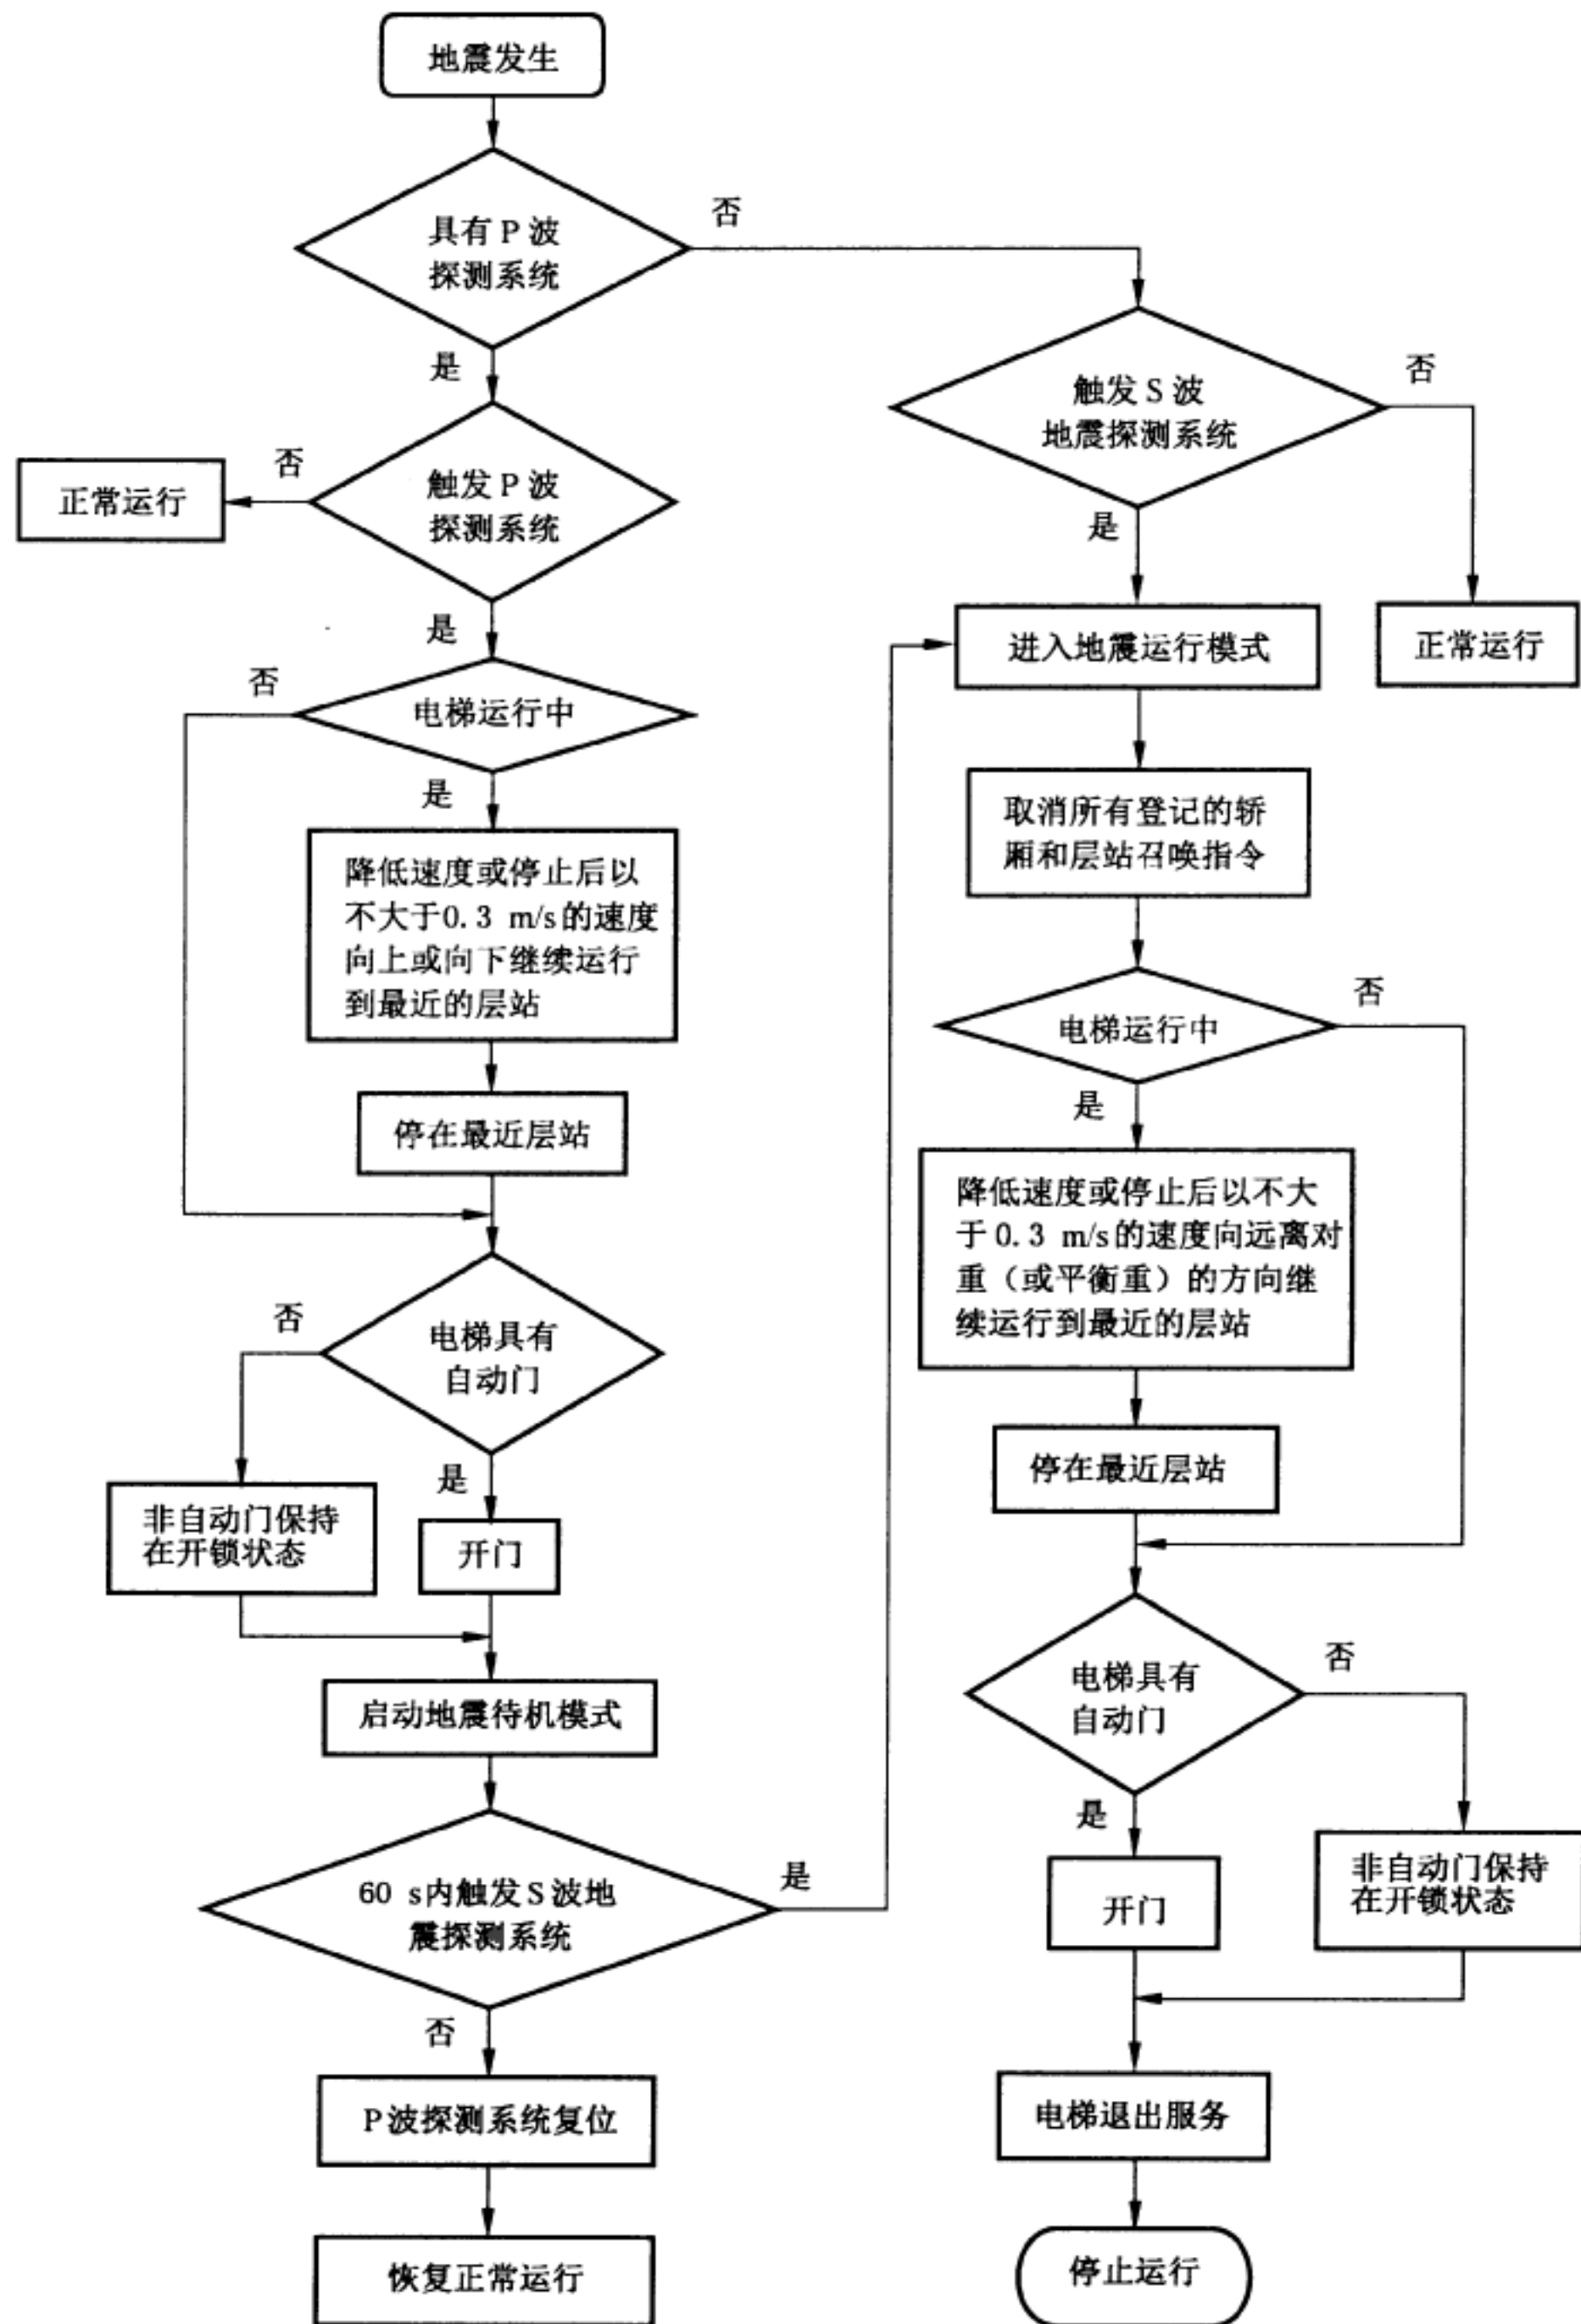 地震发生
具有 P 波
探测系统
否
是
触发 P 波
探测系统
否
正常运行
是
电梯运行中
否
是
降低速度或停止后以
不大于0.3 m/s的速度
向上或向下继续运行
到最近的层站
停在最近层站
电梯具有
自动门
否
是
非自动门保持
在开锁状态
开门
启动地震待机模式
60 s内触发 S 波地
震探测系统
是
否
P 波探测系统复位
恢复正常运行
触发 S 波
地震探测系统
否
是
正常运行
进入地震运行模式
取消所有登记的轿
厢和层站召唤指令
电梯运行中
否
是
降低速度或停止后以不大
于0.3 m/s的速度向远离对
重（或平衡重）的方向继
续运行到最近的层站
停在最近层站
电梯具有
自动门
否
是
开门
非自动门保持
在开锁状态
电梯退出服务
停止运行